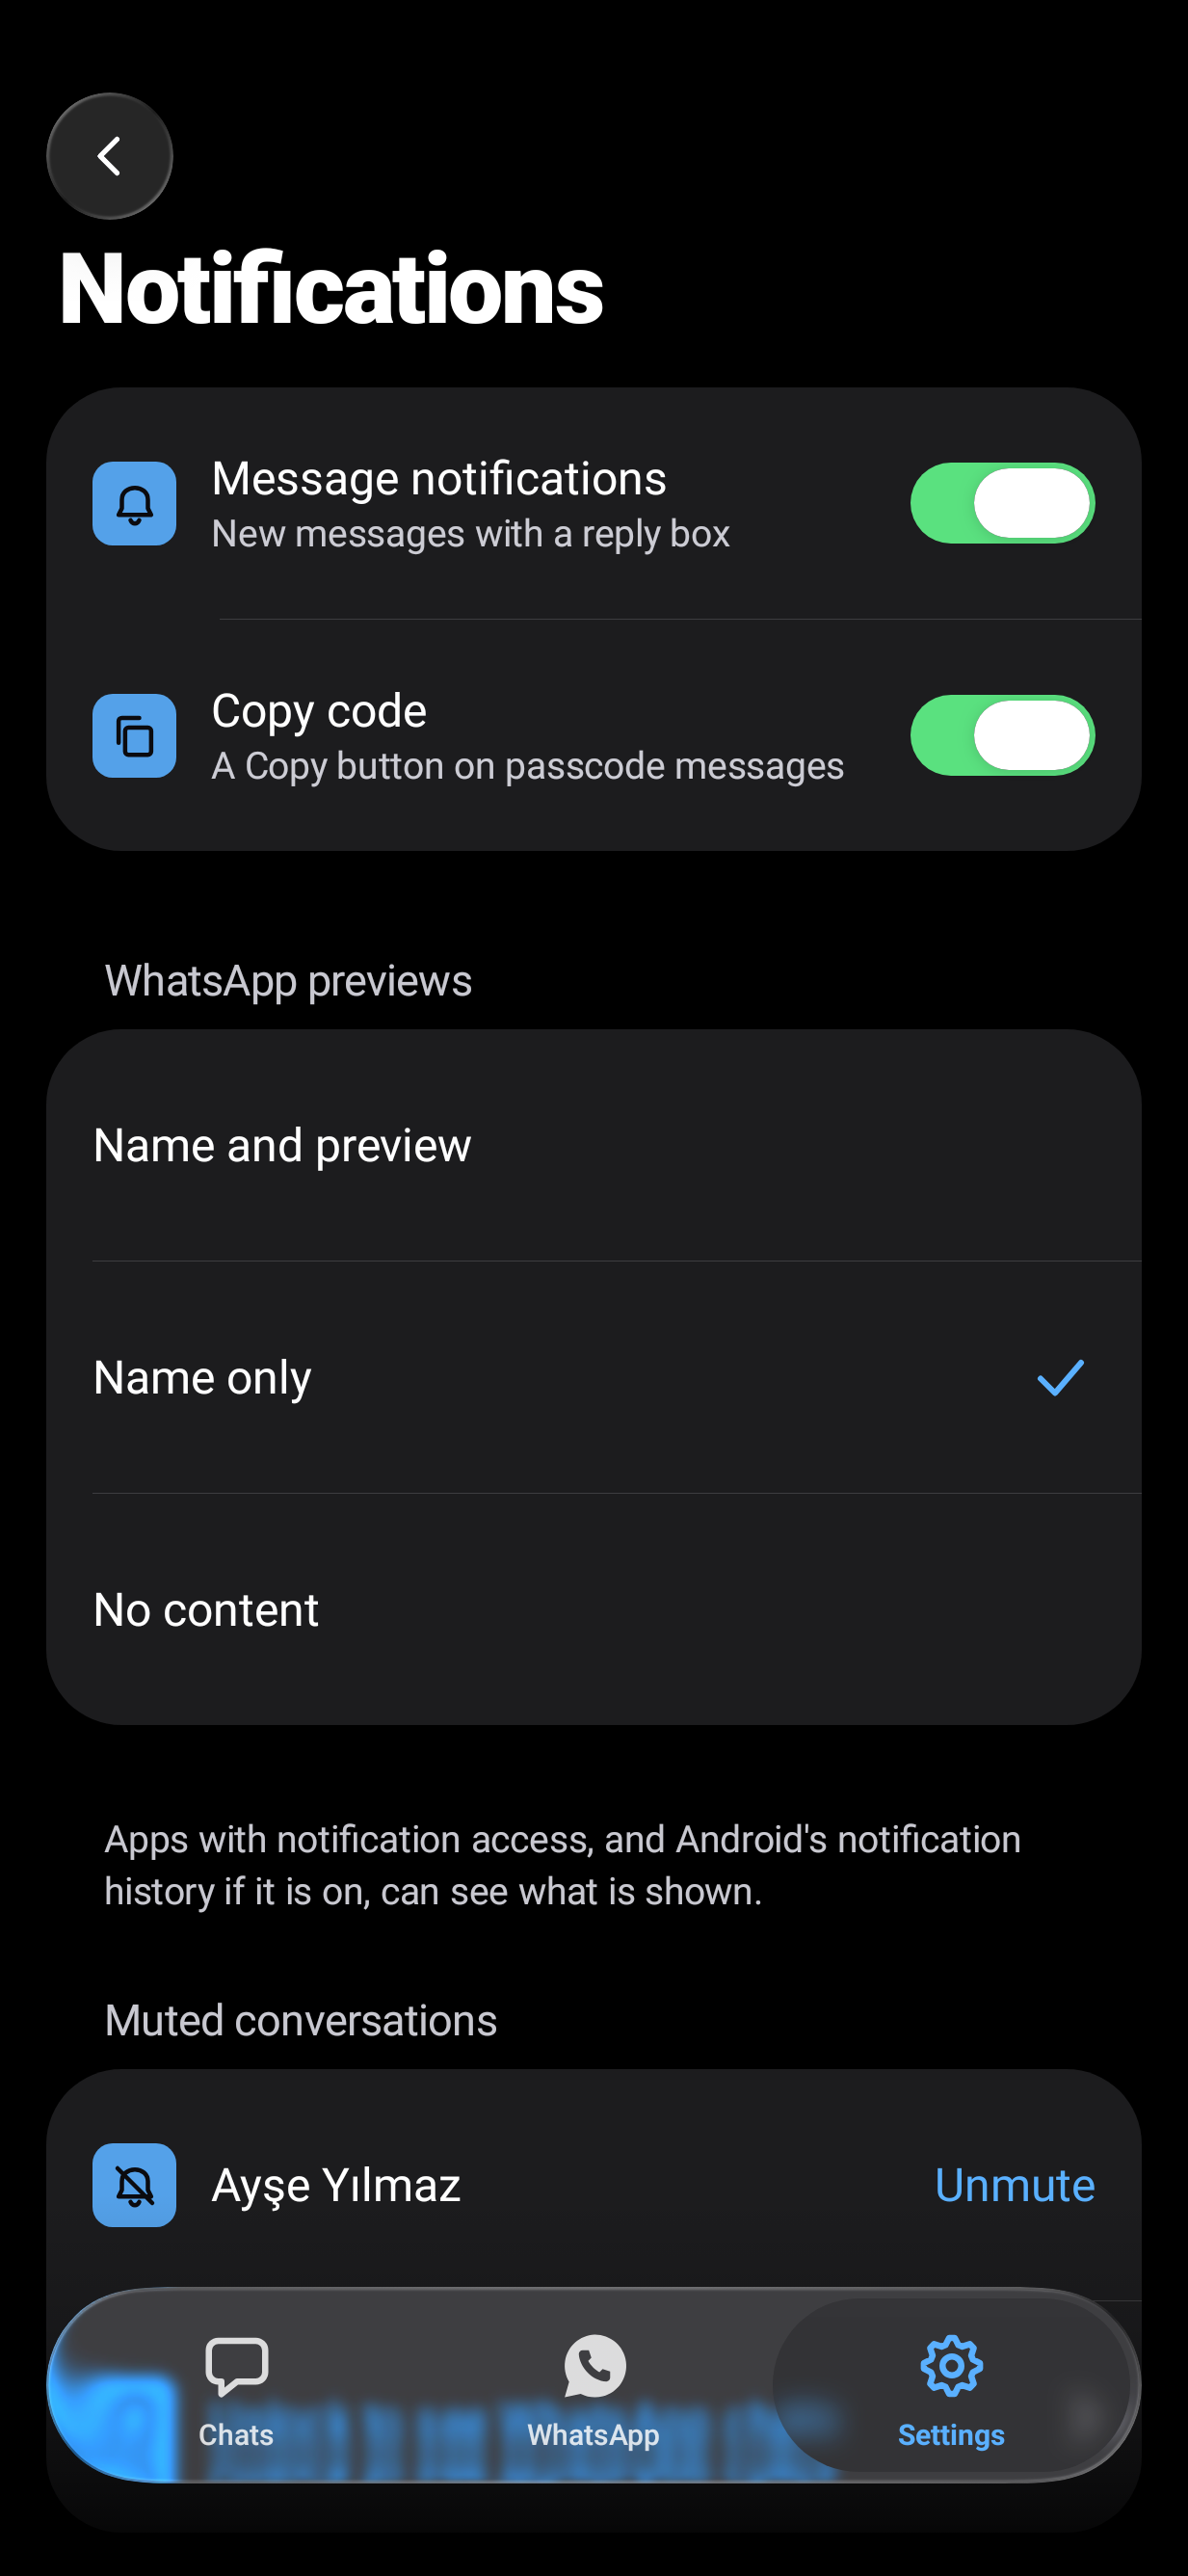 Notifications
Message notifications
New messages with a reply box
Copy code
A Copy button on passcode messages
WhatsApp previews
Name and preview
Name only
No content
Apps with notification access, and Android's notification
history if it is on, can see what is shown.
Muted conversations
Ayşe Yılmaz
Unmute
Chats
WhatsApp
Settings